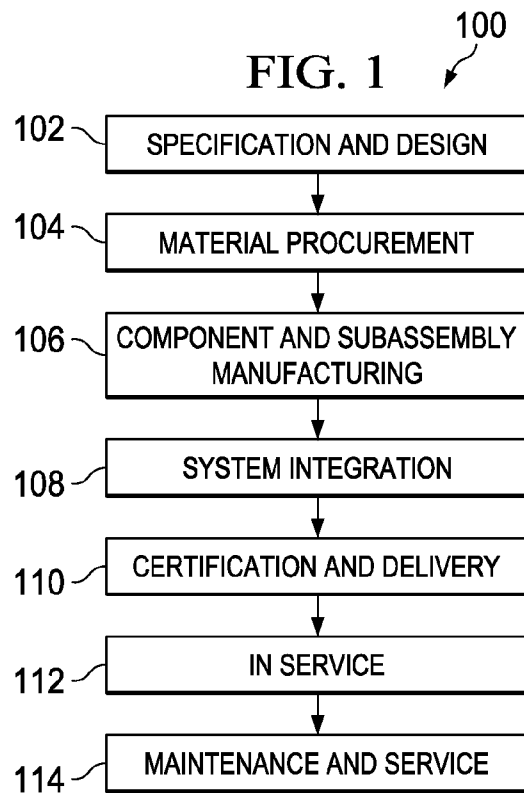 100
FIG. 1
102
SPECIFICATION AND DESIGN
104
MATERIAL PROCUREMENT
106
COMPONENT AND SUBASSEMBLY
MANUFACTURING
108
SYSTEM INTEGRATION
110
CERTIFICATION AND DELIVERY
112
IN SERVICE
114
MAINTENANCE AND SERVICE